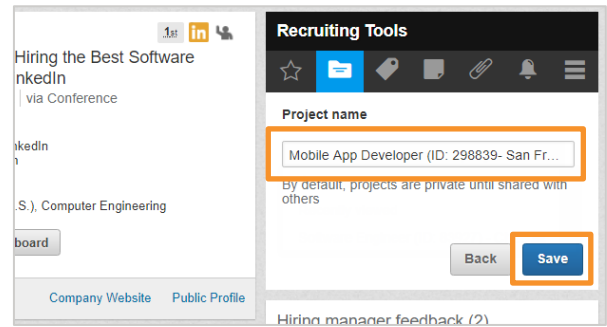 1st in
Hiring the Best Software
nkedIn
via Conference
nkedIn
.S.), Computer Engineering
board
Company Website Public Profile
Recruiting Tools
Project name
Mobile App Developer (ID: 298839- San Fr...
By default, projects are private until shared with
others
Back Save
Hiring manager feedback (2)